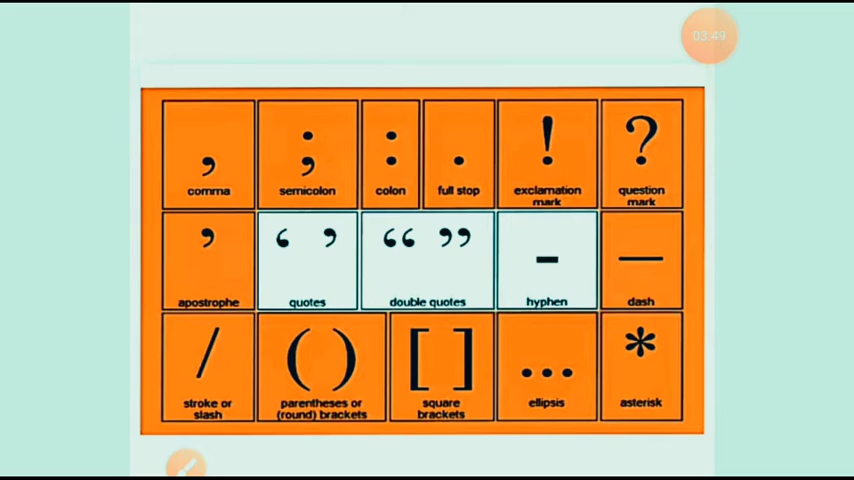 03:49
, ; : . ! ?
comma semicolon colon full stop exclamation mark question mark
’ ‘ ’ “ ” - —
apostrophe quotes double quotes hyphen dash
/ ( ) [ ] ... *
stroke or slash parentheses or (round) brackets square brackets ellipsis asterisk